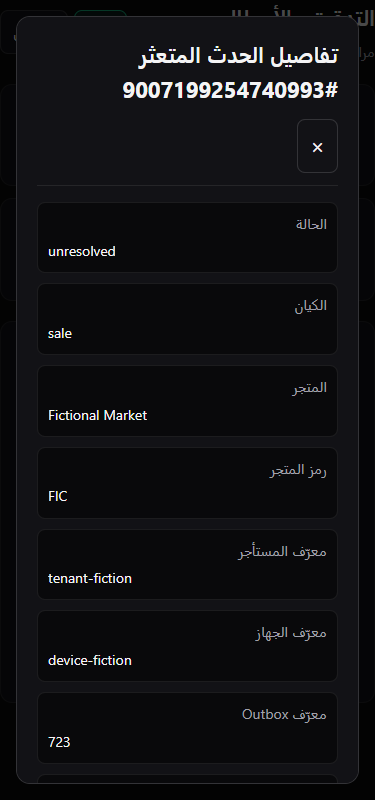 تفاصيل الحدث المتعثر
#9007199254740993
×
الحالة
unresolved
الكيان
sale
المتجر
Fictional Market
رمز المتجر
FIC
معرّف المستأجر
tenant-fiction
معرّف الجهاز
device-fiction
معرّف Outbox
723